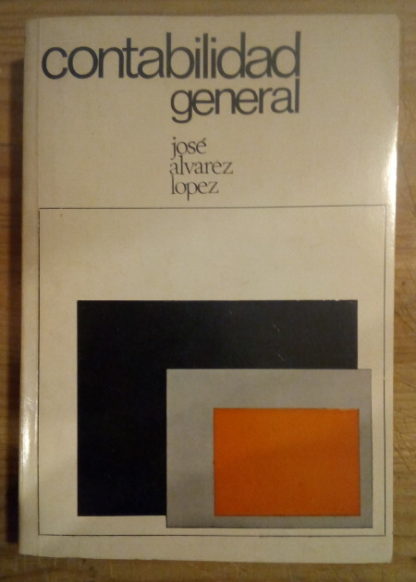 contabilidad
general
josé
alvarez
lopez